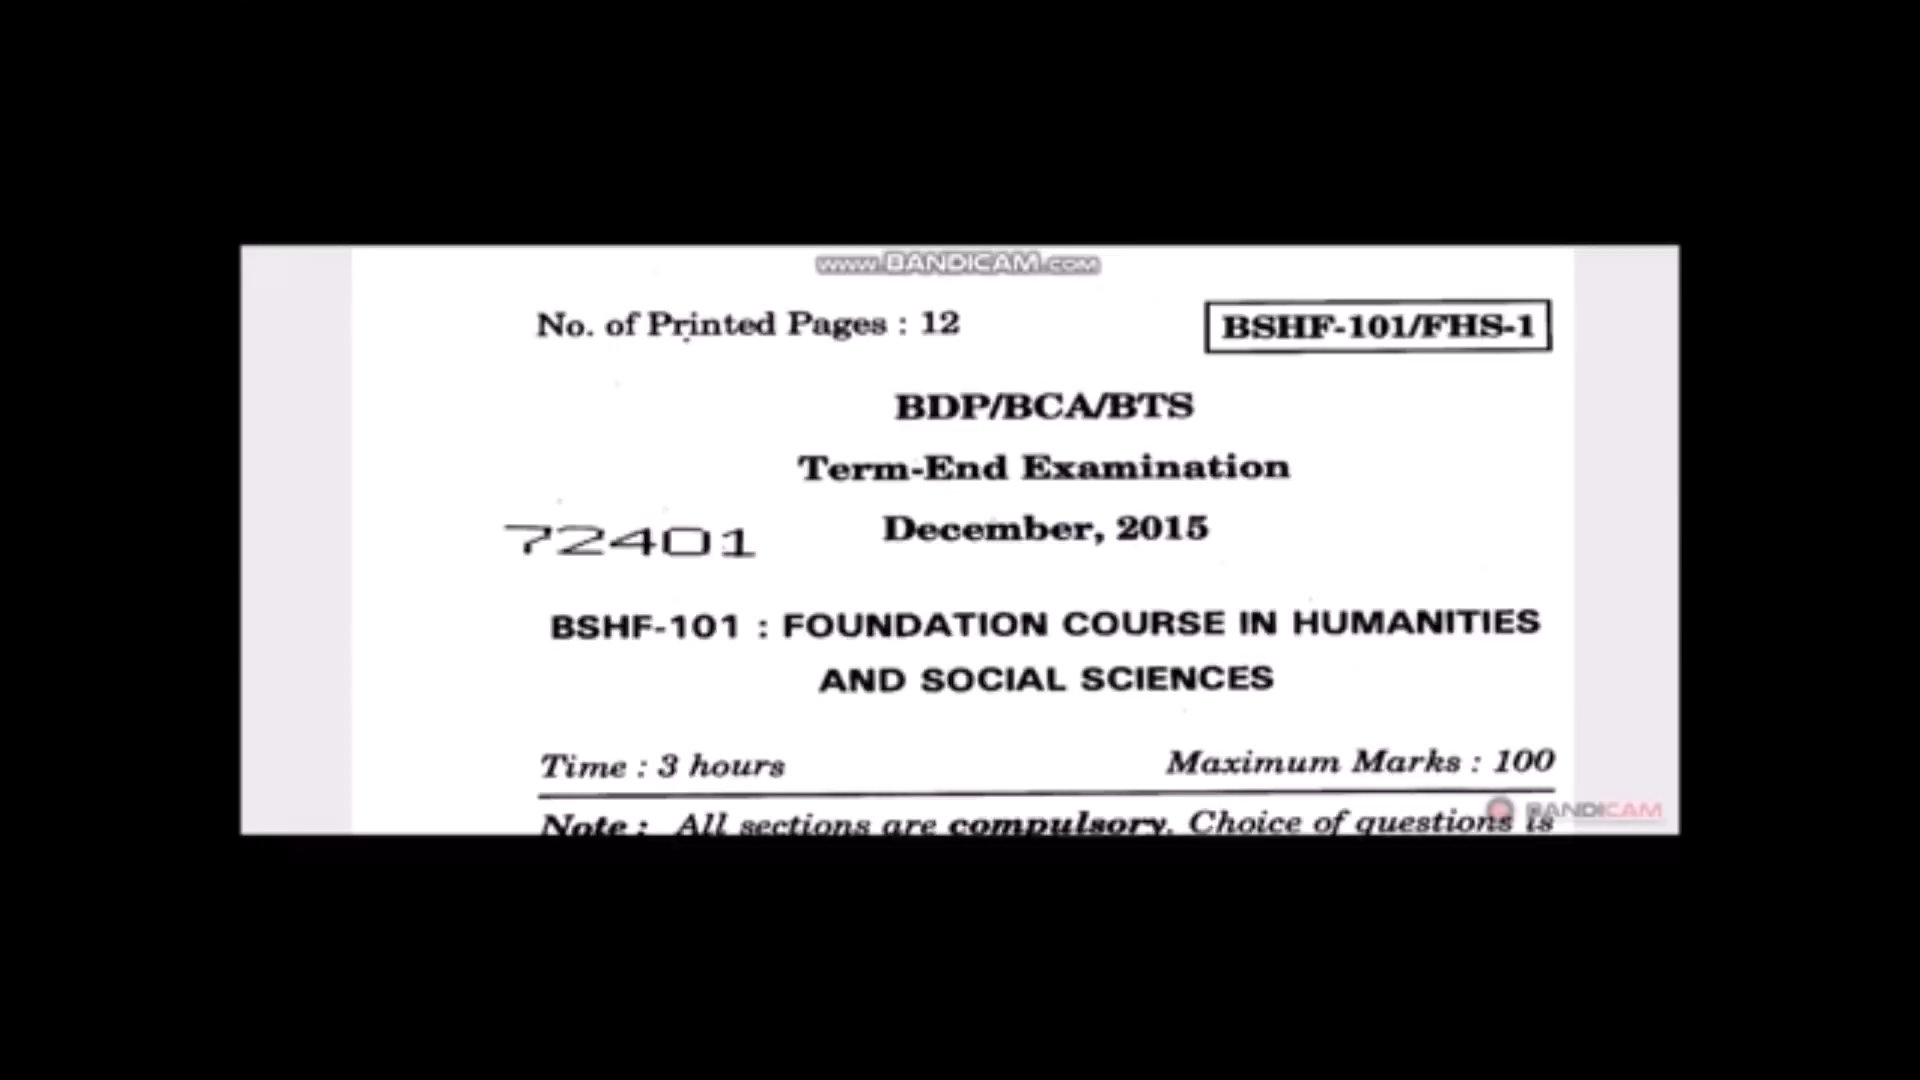 www.BANDICAM.com
No. of Printed Pages : 12
BSHF-101/FHS-1
BDP/BCA/BTS
Term-End Examination
72401
December, 2015
BSHF-101 : FOUNDATION COURSE IN HUMANITIES
AND SOCIAL SCIENCES
Time : 3 hours
Maximum Marks : 100
Note : All sections are compulsory. Choice of questions is
BANDICAM